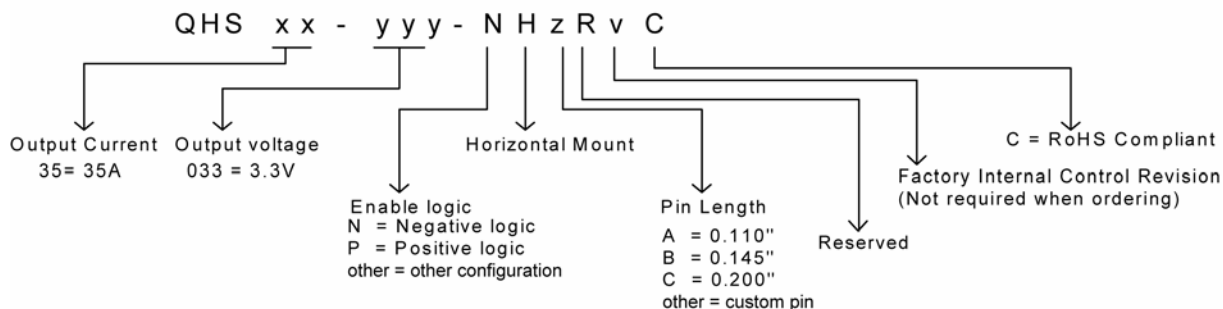 QHS xx - yyy - N H z R v C
Output Current
35= 35A
Output voltage
033 = 3.3V
Enable logic
N = Negative logic
P = Positive logic
other = other configuration
Horizontal Mount
Pin Length
A = 0.110"
B = 0.145"
C = 0.200"
other = custom pin
Reserved
Factory Internal Control Revision
(Not required when ordering)
C = RoHS Compliant